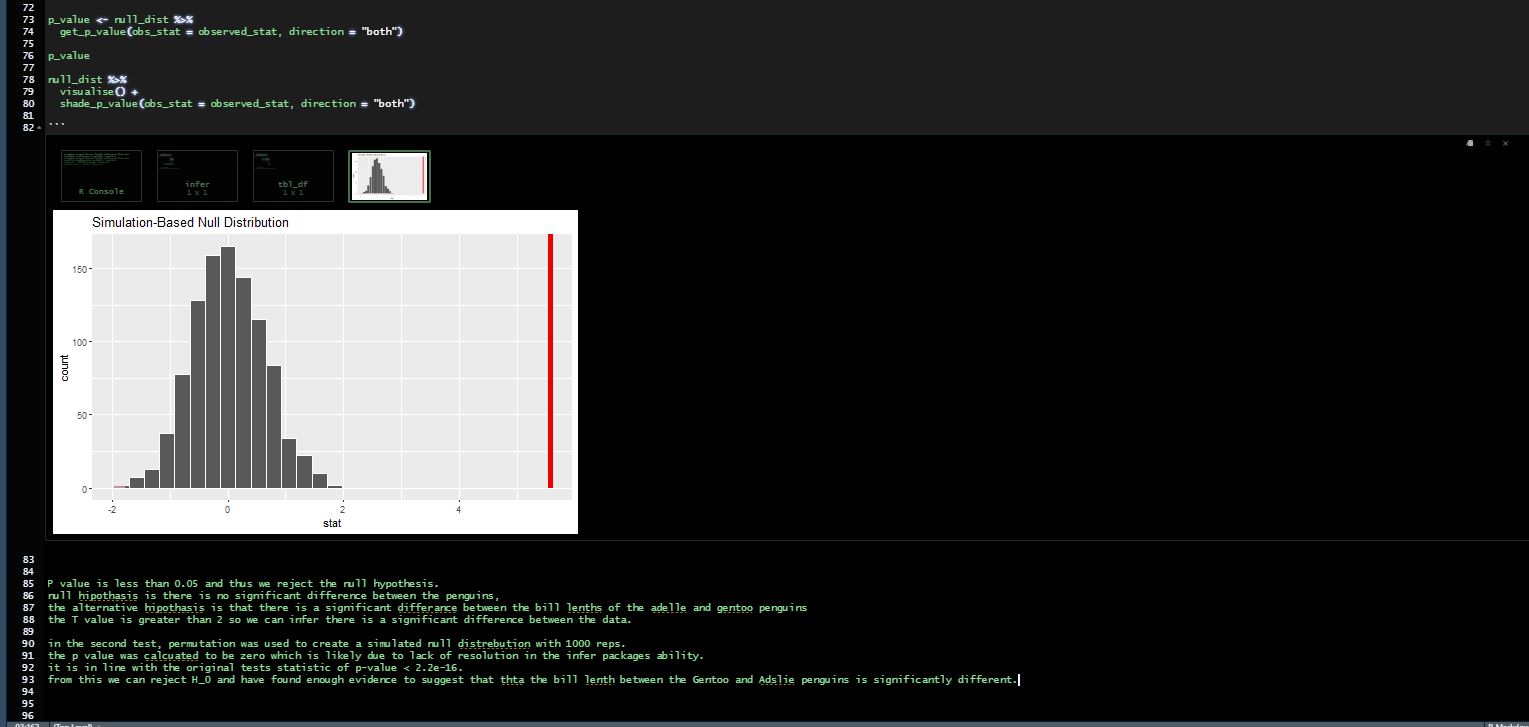 72
73 p_value <- null_dist %>%
74 get_p_value(obs_stat = observed_stat, direction = "both")
75
76 p_value
77
78 null_dist %>%
79 visualise() +
80 shade_p_value(obs_stat = observed_stat, direction = "both")
81
82 ```
R Console
infer
1 x 1
tbl_df
1 x 1
Simulation-Based Null Distribution
150
100
50
0
count
-2 0 2 4
stat
83
84
85 P value is less than 0.05 and thus we reject the null hypothesis.
86 null hipothasis is there is no significant difference between the penguins,
87 the alternative hipothasis is that there is a significant differance between the bill lenths of the adelle and gentoo penguins
88 the T value is greater than 2 so we can infer there is a significant difference between the data.
89
90 in the second test, permutation was used to create a simulated null distrebution with 1000 reps.
91 the p value was calcuated to be zero which is likely due to lack of resolution in the infer packages ability.
92 it is in line with the original tests statistic of p-value < 2.2e-16.
93 from this we can reject H_0 and have found enough evidence to suggest that thta the bill lenth between the Gentoo and Adslie penguins is significantly different.
94
95
96